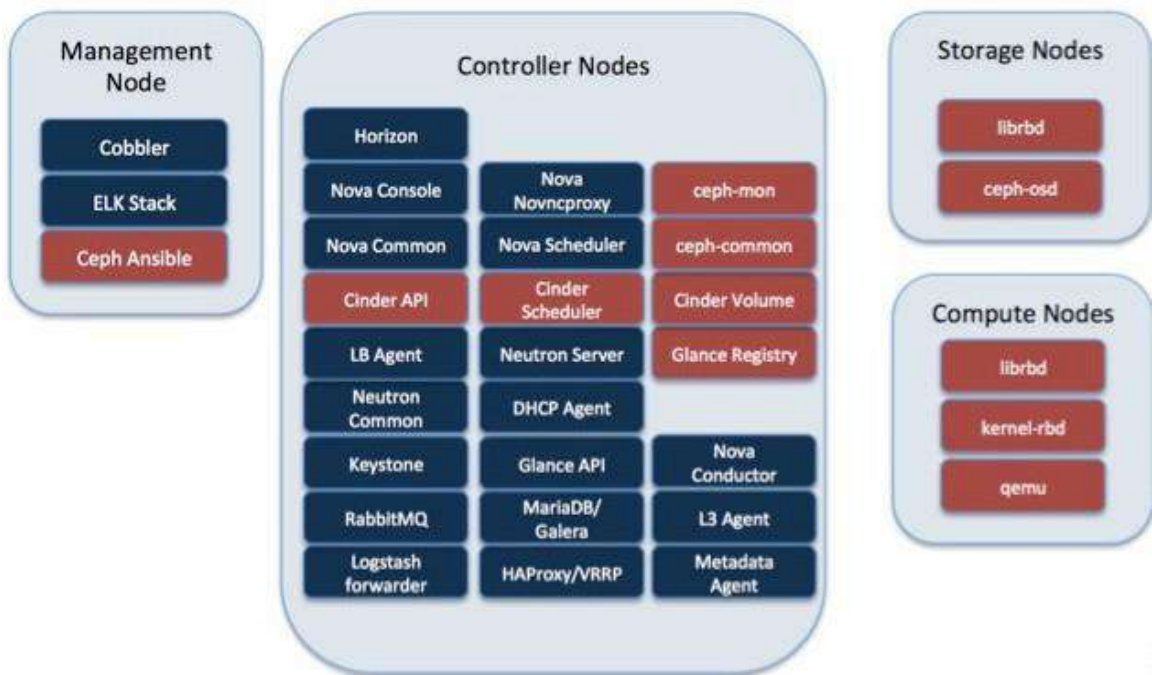 Management
Node
Cobbler
ELK Stack
Ceph Ansible
Controller Nodes
Horizon
Nova Console
Nova
Novncproxy
ceph-mon
Nova Common
Nova Scheduler
ceph-common
Cinder API
Cinder
Scheduler
Cinder Volume
LB Agent
Neutron Server
Glance Registry
Neutron
Common
DHCP Agent
Keystone
Glance API
Nova
Conductor
RabbitMQ
MariaDB/
Galera
L3 Agent
Logstash
forwarder
HAProxy/VRRP
Metadata
Agent
Storage Nodes
librbd
ceph-osd
Compute Nodes
librbd
kernel-rbd
qemu